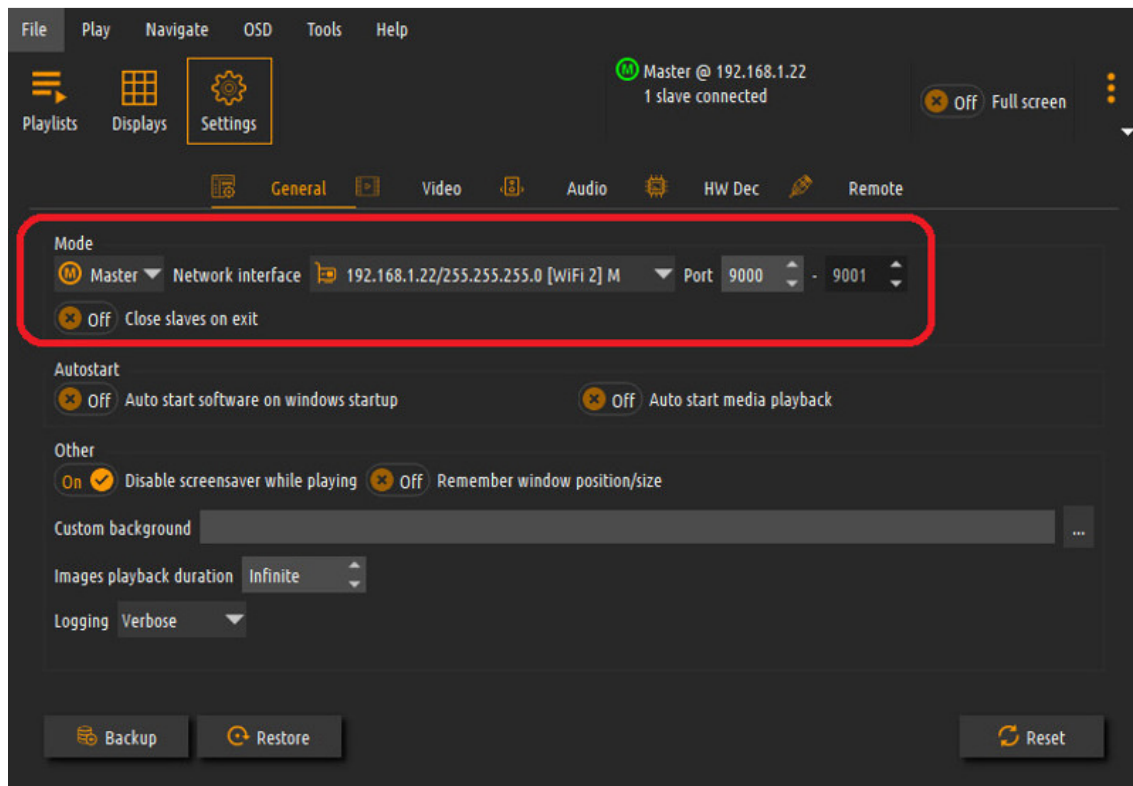 File Play Navigate OSD Tools Help
M Master @ 192.168.1.22
1 slave connected
Off Full screen
Playlists Displays Settings
General Video Audio HW Dec Remote
Mode
M Master Network interface 192.168.1.22/255.255.255.0 [WiFi 2] M Port 9000 - 9001
Off Close slaves on exit
Autostart
Off Auto start software on windows startup Off Auto start media playback
Other
On Disable screensaver while playing Off Remember window position/size
Custom background ...
Images playback duration Infinite
Logging Verbose
Backup Restore Reset